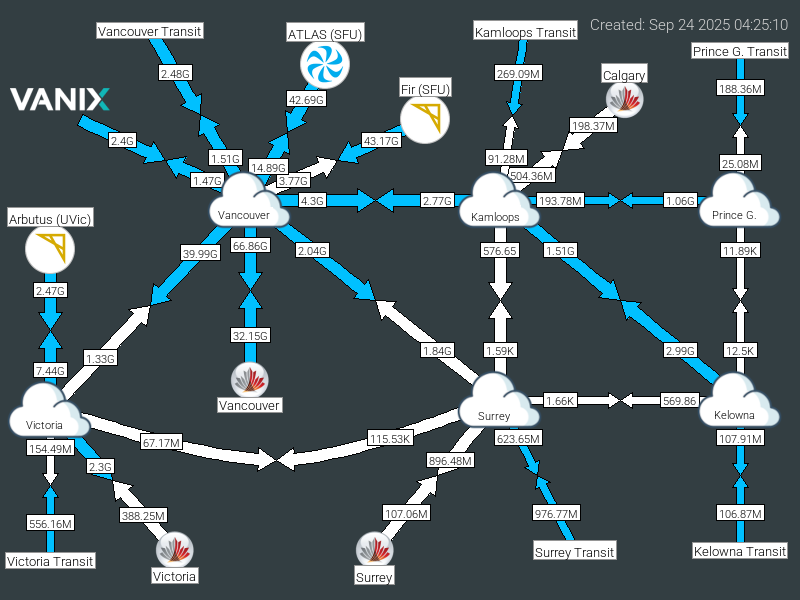 Created: Sep 24 2025 04:25:10
Vancouver Transit
ATLAS (SFU)
Kamloops Transit
Prince G. Transit
2.48G
269.09M
Calgary
188.36M
VANIX
42.69G
Fir (SFU)
2.4G
43.17G
198.37M
1.51G
14.89G
91.28M
25.08M
1.47G
3.77G
504.36M
4.3G
2.77G
193.78M
1.06G
Vancouver
Kamloops
Prince G.
Arbutus (UVic)
39.99G
66.86G
2.04G
576.65
1.51G
11.89K
2.47G
32.15G
1.33G
1.84G
1.59K
2.99G
12.5K
7.44G
Vancouver
1.66K
569.86
Victoria
Surrey
Kelowna
67.17M
115.53K
154.49M
623.65M
107.91M
2.3G
896.48M
556.16M
388.25M
107.06M
976.77M
106.87M
Victoria Transit
Victoria
Surrey
Surrey Transit
Kelowna Transit